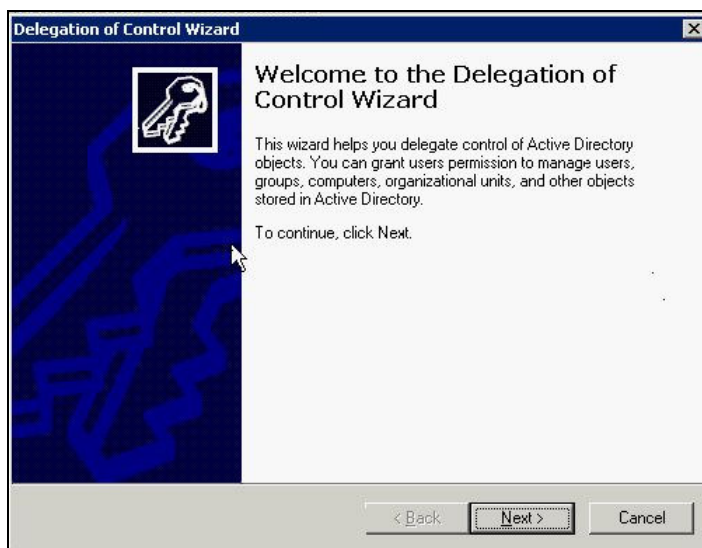 Delegation of Control Wizard
Welcome to the Delegation of
Control Wizard
This wizard helps you delegate control of Active Directory
objects. You can grant users permission to manage users,
groups, computers, organizational units, and other objects
stored in Active Directory.
To continue, click Next.
< Back
Next >
Cancel